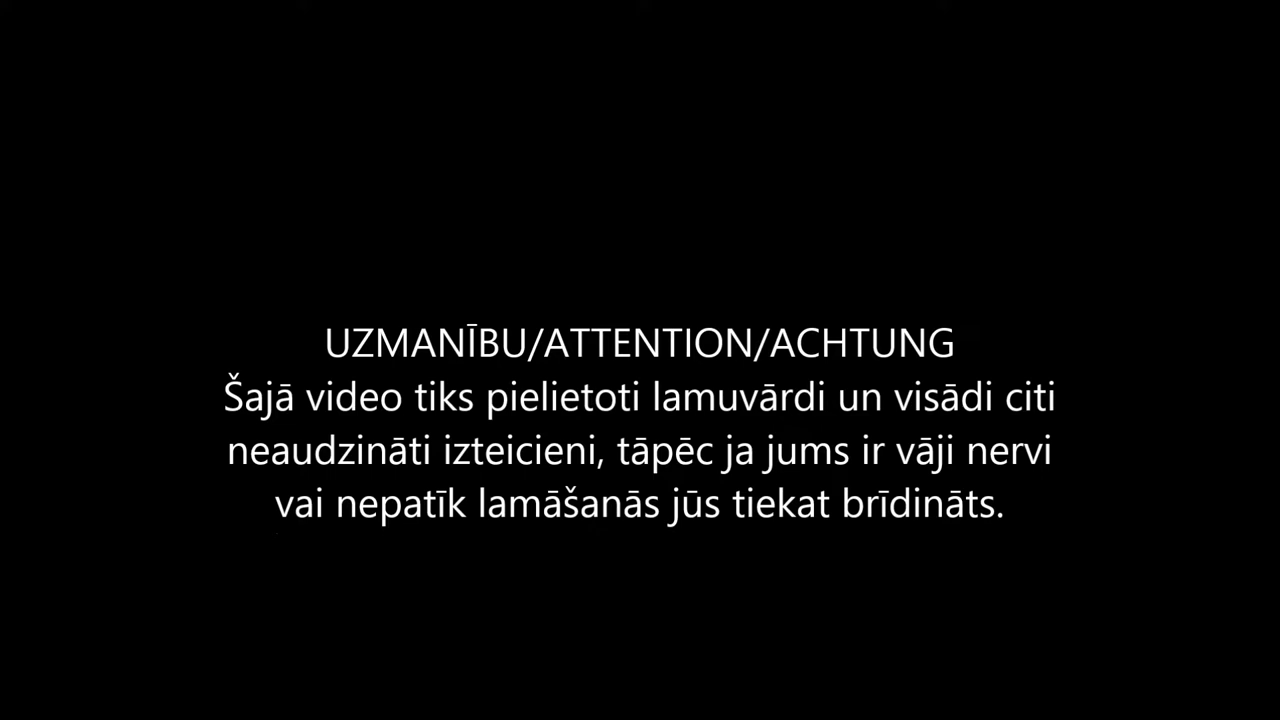 UZMANĪBU/ATTENTION/ACHTUNG
Šajā video tiks pielietoti lamuvārdi un visādi citi
neaudzināti izteicieni, tāpēc ja jums ir vāji nervi
vai nepatīk lamāšanās jūs tiekat brīdināts.